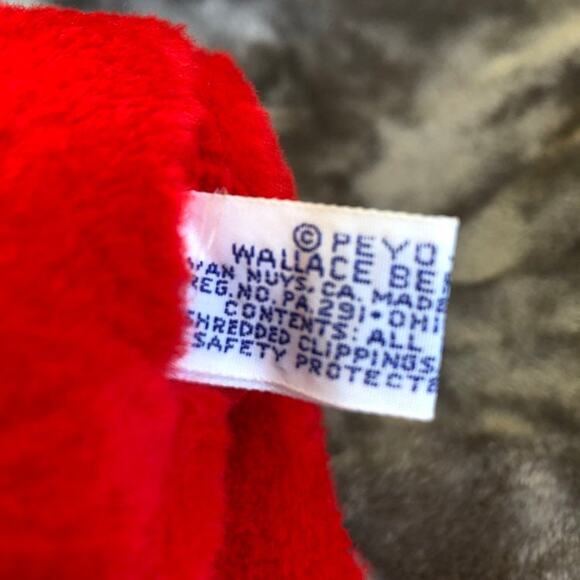 © PEYO
WALLACE BE
VAN NUYS, CA. MADE
REG. NO. PA. 291•OHI
CONTENTS: ALL
SHREDDED CLIPPINGS
SAFETY PROTECTE